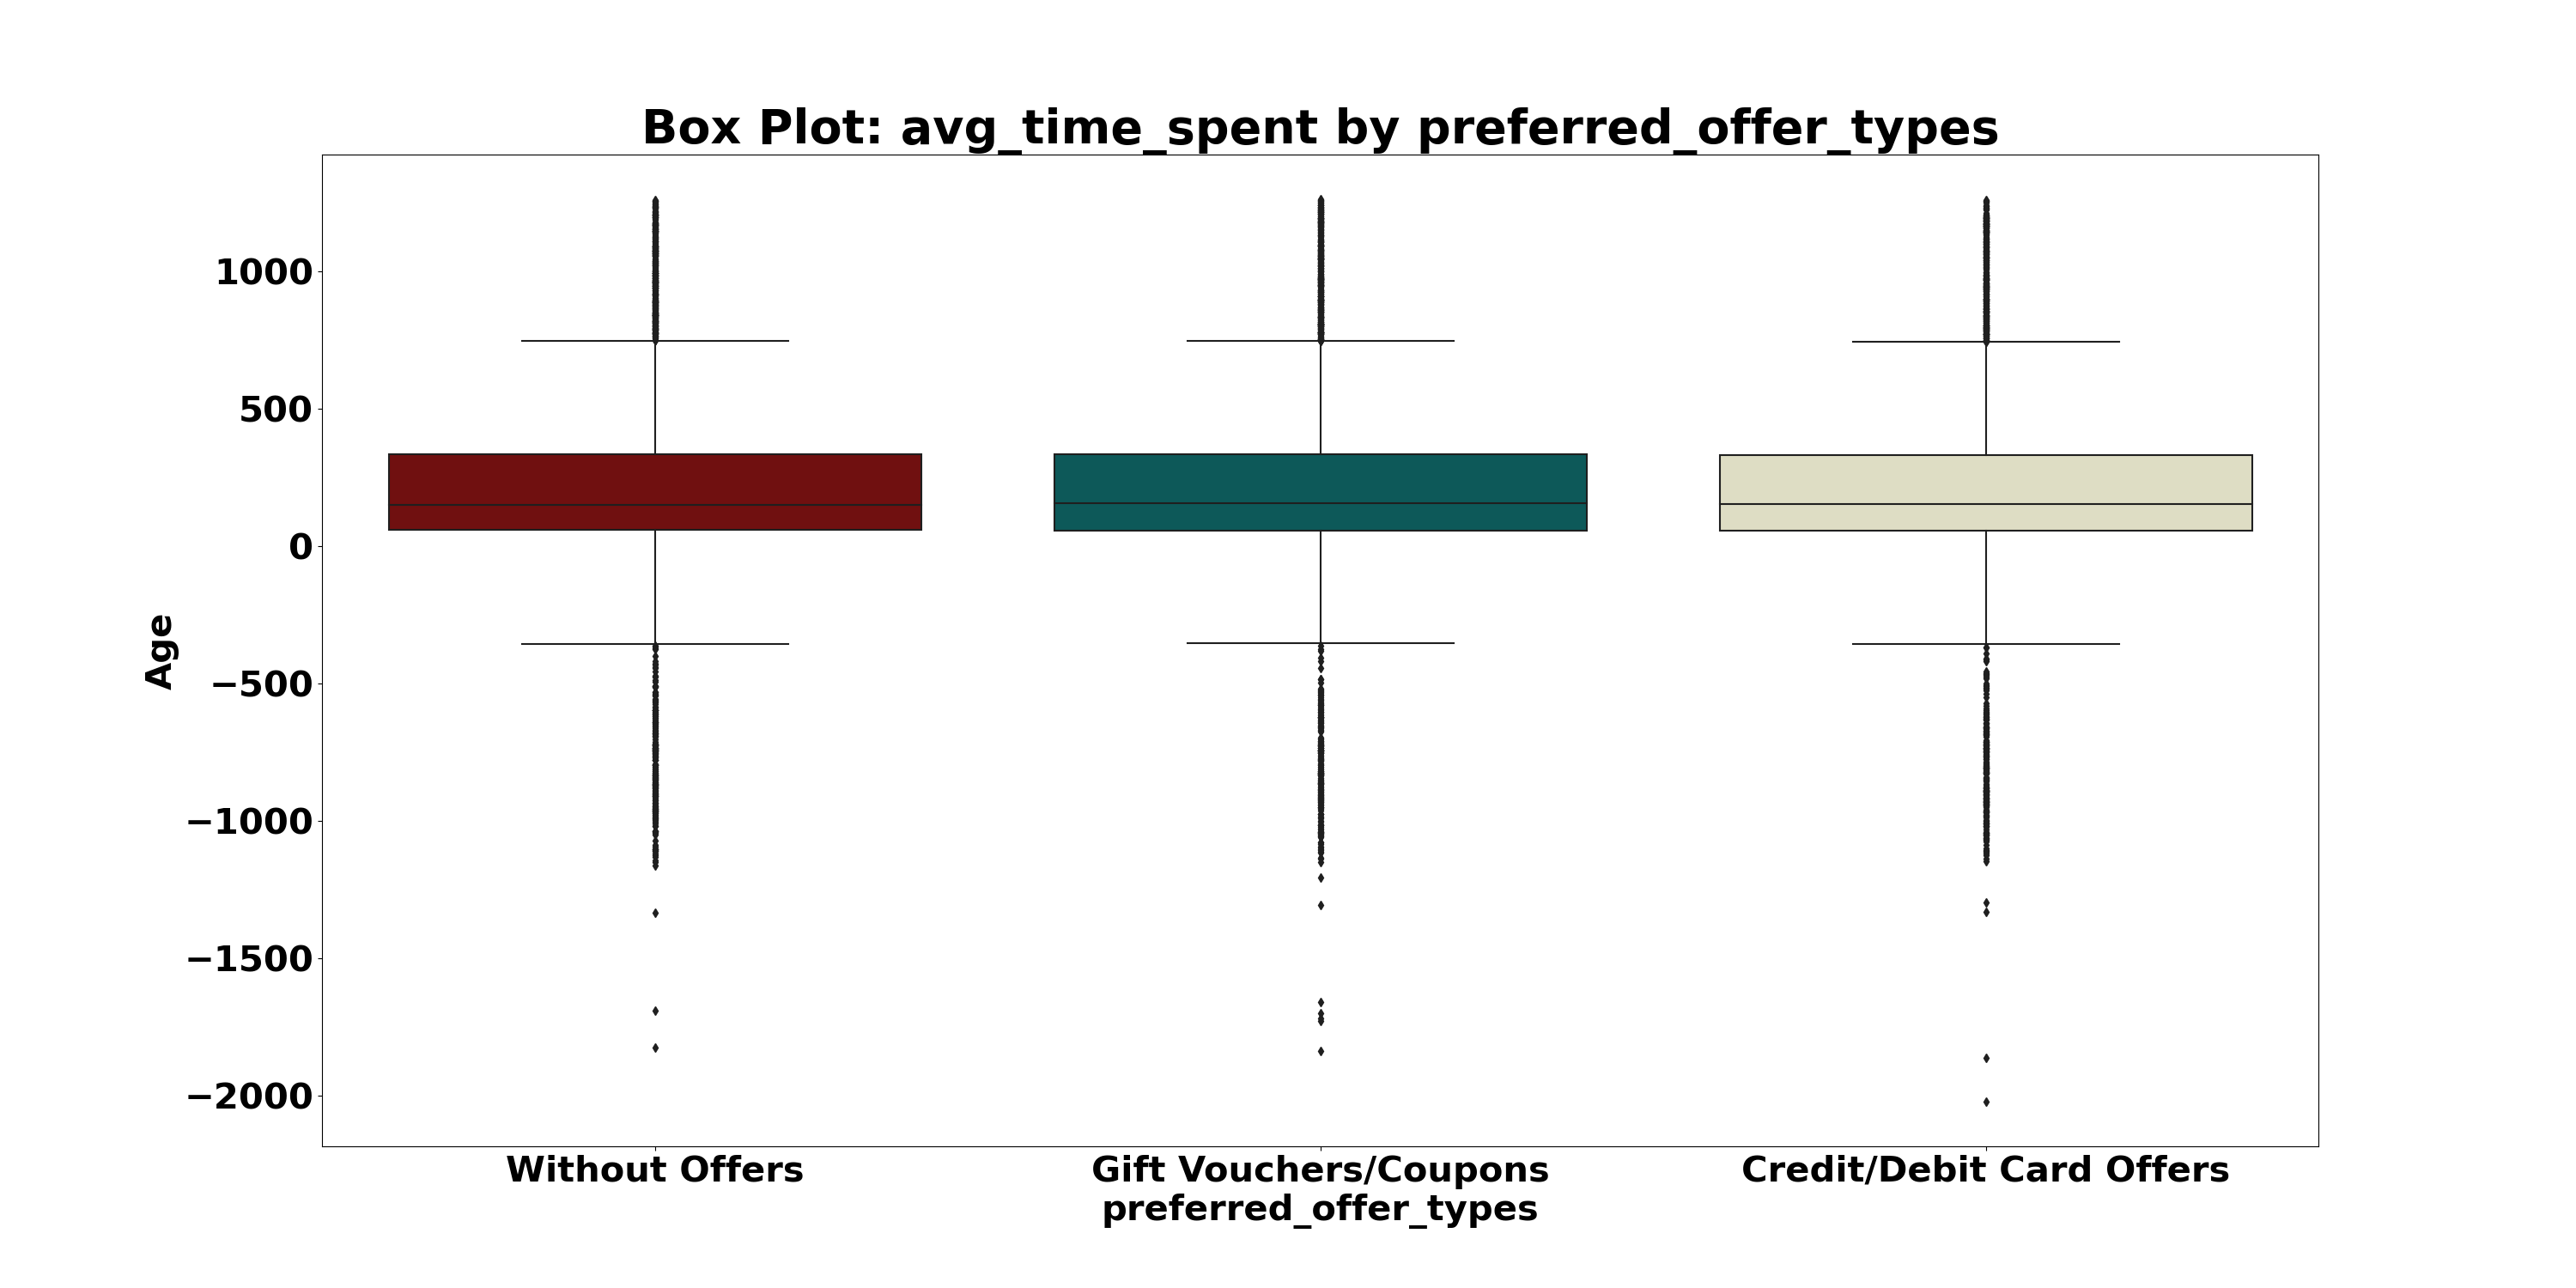 Box Plot: avg_time_spent by preferred_offer_types
1000
500
0
−500
−1000
−1500
−2000
Age
Without Offers
Gift Vouchers/Coupons
Credit/Debit Card Offers
preferred_offer_types